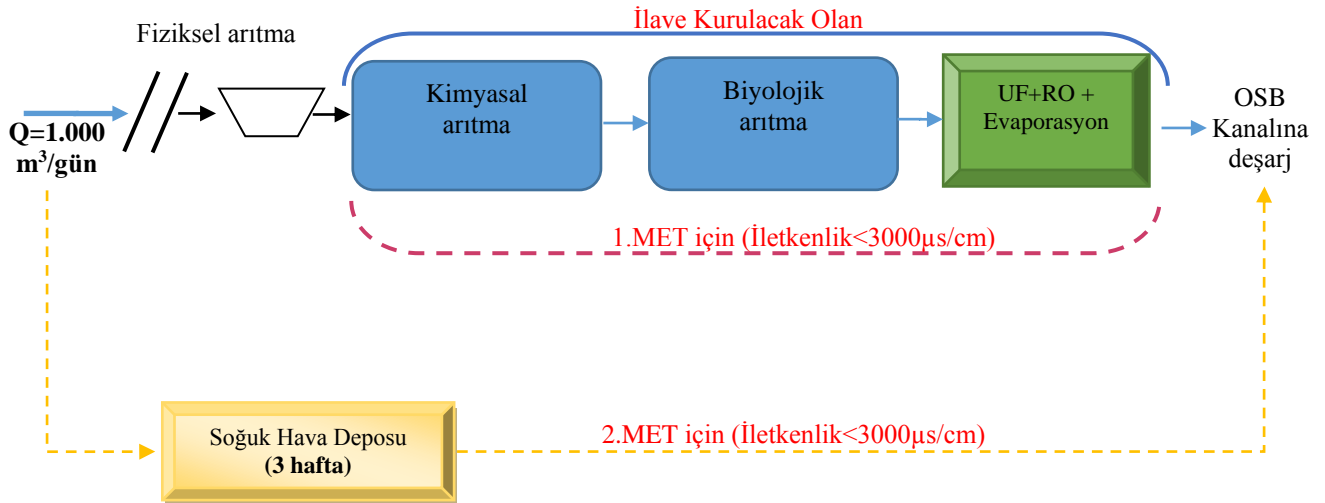 İlave Kurulacak Olan
Fiziksel arıtma
Q=1.000
m³/gün
Kimyasal
arıtma
Biyolojik
arıtma
UF+RO +
Evaporasyon
OSB
Kanalına
deşarj
1.MET için (İletkenlik<3000µs/cm)
Soğuk Hava Deposu
(3 hafta)
2.MET için (İletkenlik<3000µs/cm)